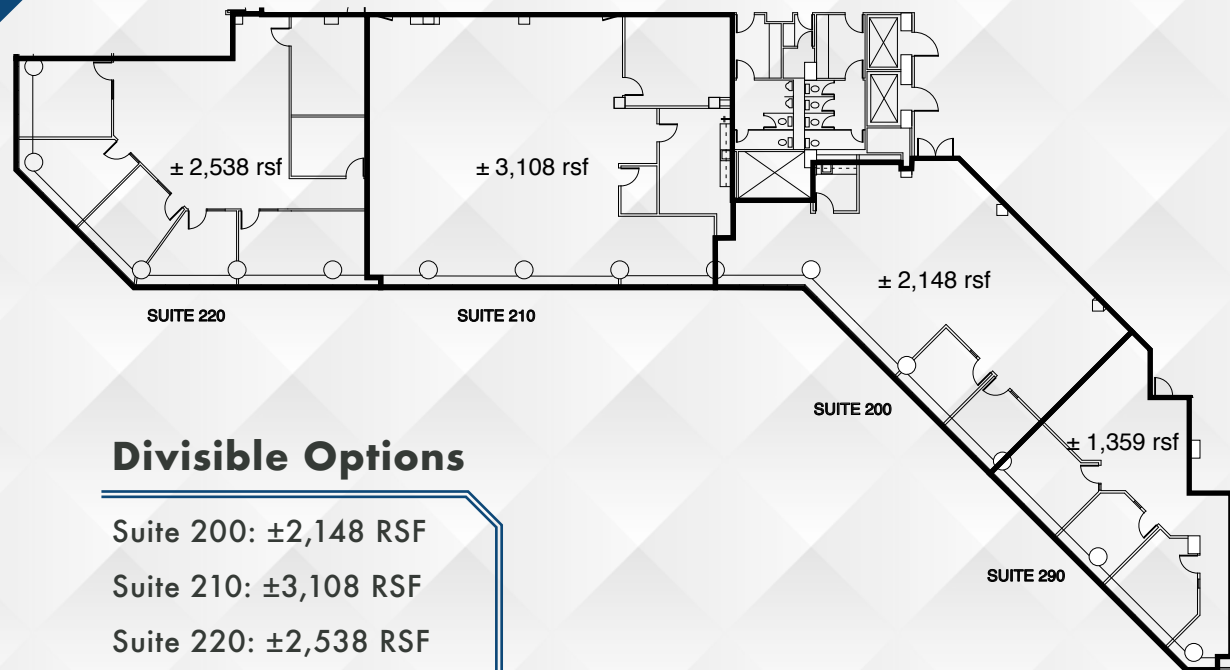 ± 2,538 rsf
± 3,108 rsf
± 2,148 rsf
SUITE 220
SUITE 210
SUITE 200
± 1,359 rsf
Divisible Options
Suite 200: ±2,148 RSF
Suite 210: ±3,108 RSF
SUITE 290
Suite 220: ±2,538 RSF